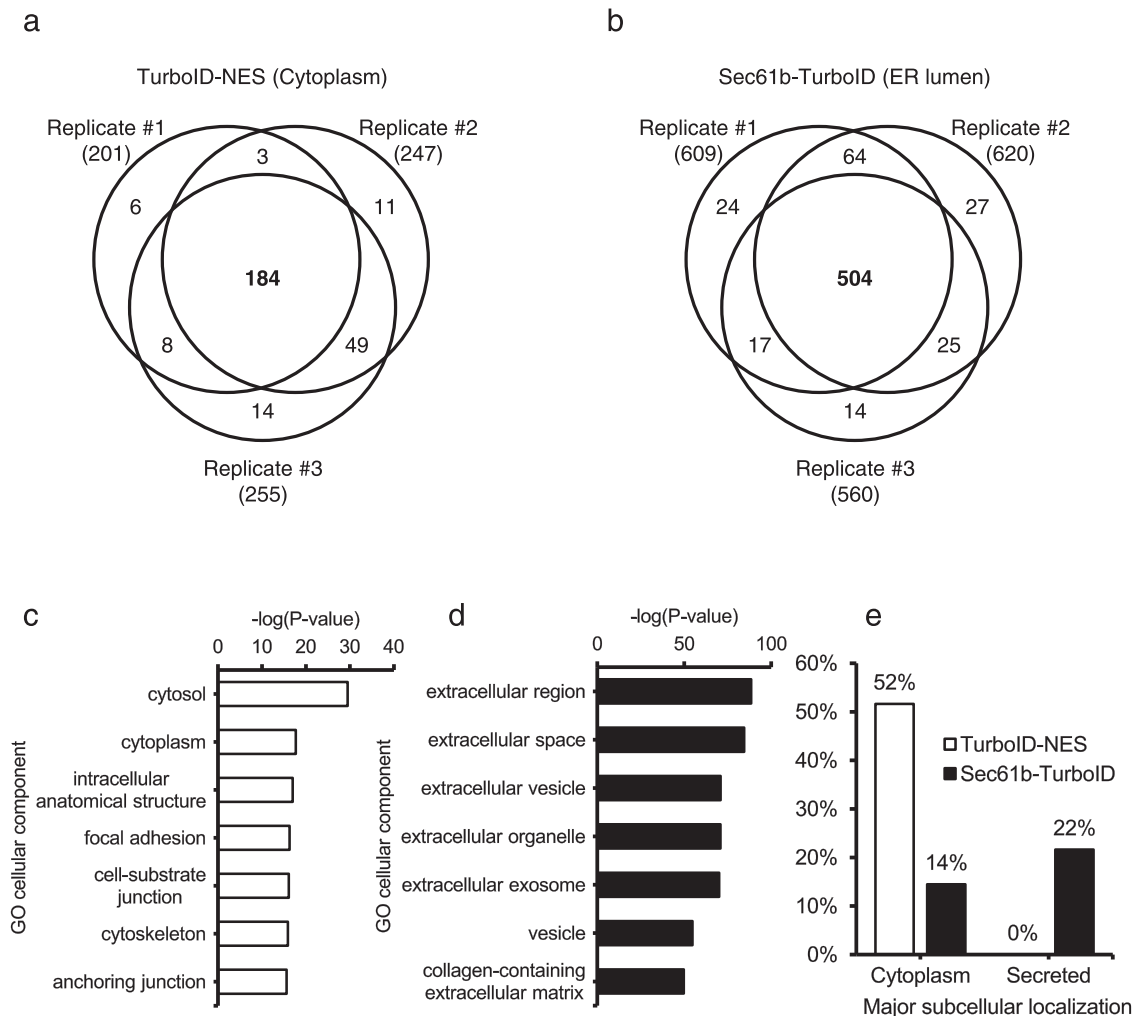 a
TurboID-NES (Cytoplasm)
Replicate #1
(201)
Replicate #2
(247)
3
6
11
184
8
49
14
Replicate #3
(255)
b
Sec61b-TurboID (ER lumen)
Replicate #1
(609)
Replicate #2
(620)
64
24
27
504
17
25
14
Replicate #3
(560)
c
-log(P-value)
0 10 20 30 40
GO cellular component
cytosol
cytoplasm
intracellular
anatomical structure
focal adhesion
cell-substrate
junction
cytoskeleton
anchoring junction
d
-log(P-value)
0 50 100
GO cellular component
extracellular region
extracellular space
extracellular vesicle
extracellular organelle
extracellular exosome
vesicle
collagen-containing
extracellular matrix
e
60%
50%
40%
30%
20%
10%
0%
52%
14%
0%
22%
TurboID-NES
Sec61b-TurboID
Cytoplasm Secreted
Major subcellular localization